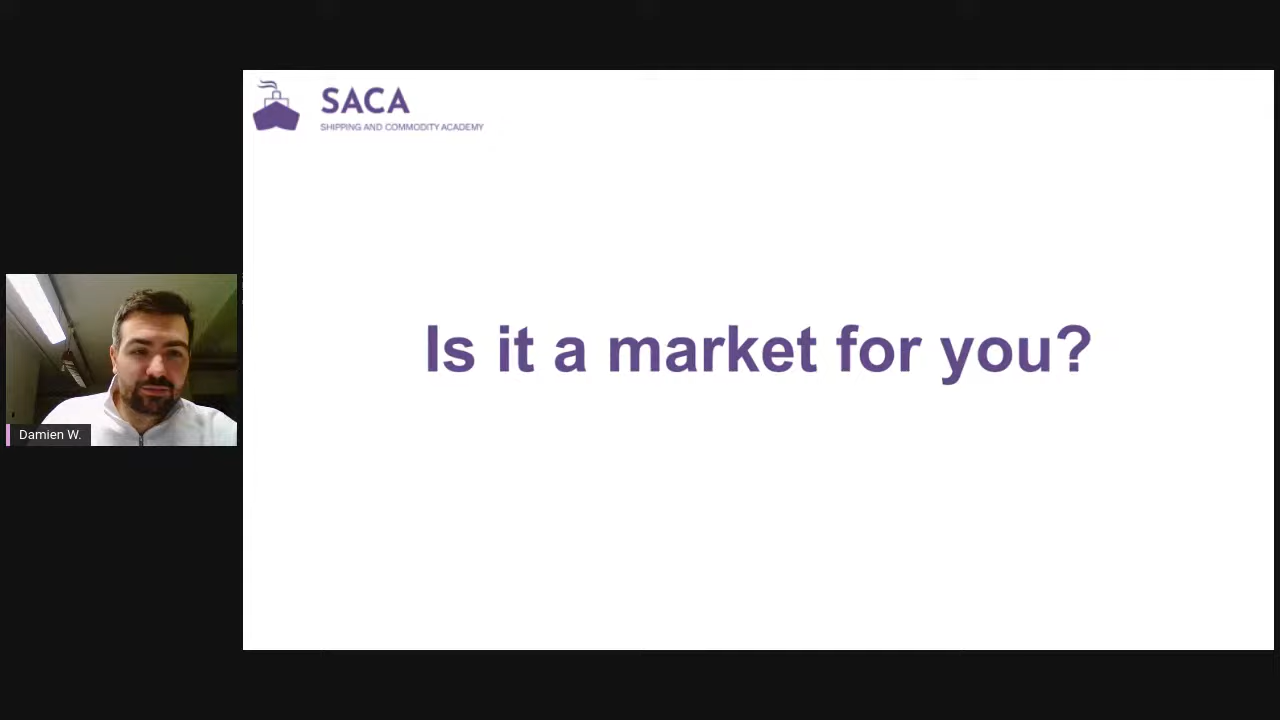 SACA
SHIPPING AND COMMODITY ACADEMY
Is it a market for you?
Damien W.